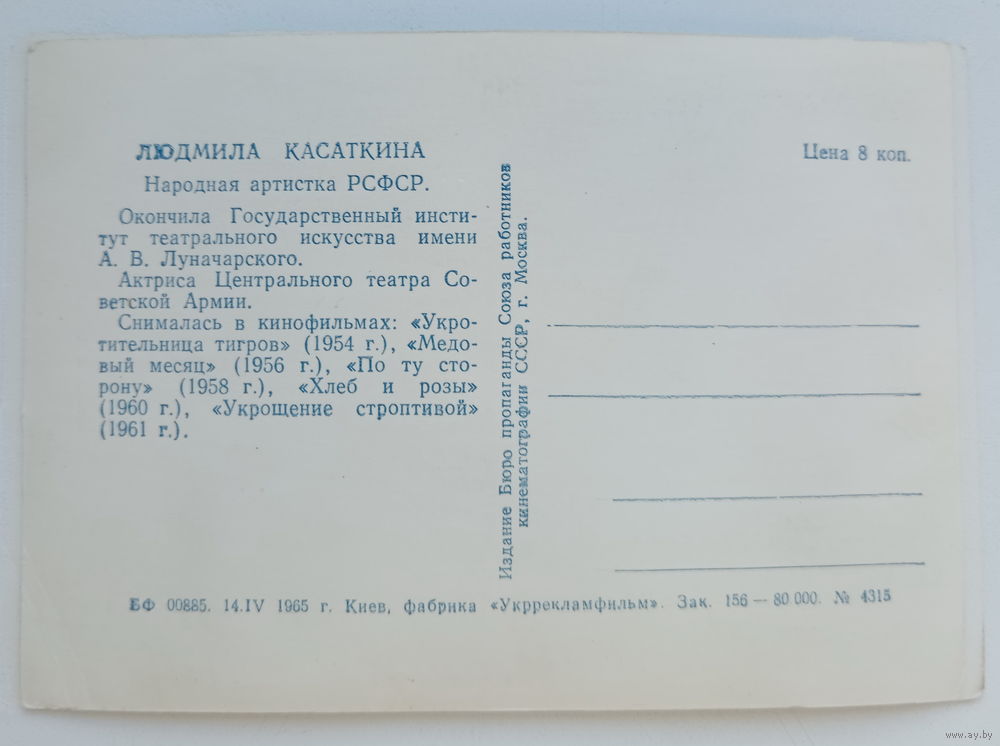 ЛЮДМИЛА КАСАТКИНА
Народная артистка РСФСР.
Окончила Государственный инсти-
тут театрального искусства имени
А. В. Луначарского.
Актриса Центрального театра Со-
ветской Армии.
Снималась в кинофильмах: «Укро-
тительница тигров» (1954 г.), «Медо-
вый месяц» (1956 г.), «По ту сто-
рону» (1958 г.), «Хлеб и розы»
(1960 г.), «Укрощение строптивой»
(1961 г.).
Издание Бюро пропаганды Союза работников
кинематографии СССР, г. Москва.
Цена 8 коп.
БФ 00885. 14.IV 1965 г. Киев, фабрика «Укррекламфильм». Зак. 156 — 80 000. № 4315
www.ay.by